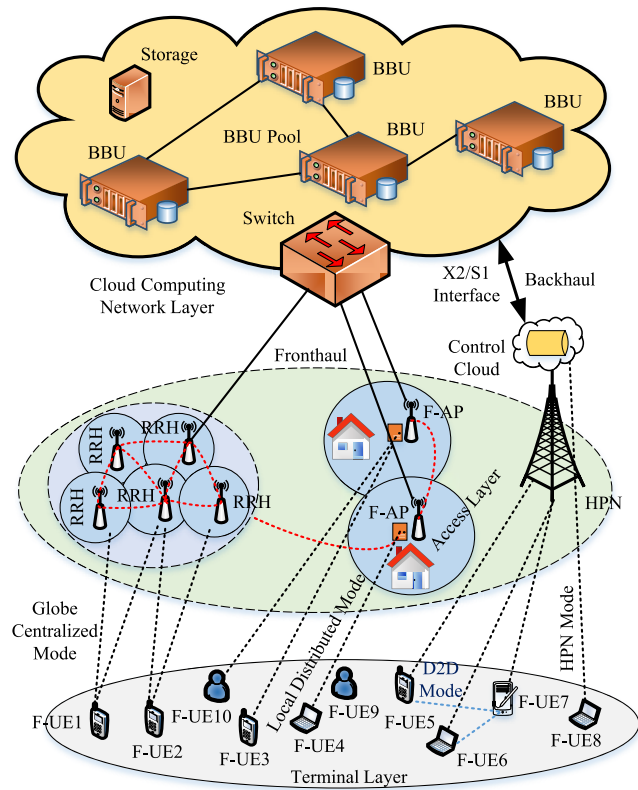 Storage
BBU
BBU
BBU Pool
BBU
BBU
Switch
X2/S1
Interface
Backhaul
Cloud Computing
Network Layer
Control
Cloud
Fronthaul
F-AP
RRH
RRH
RRH
RRH
RRH
F-AP
Access Layer
HPN
Globe
Centralized
Mode
Local Distributed Mode
HPN Mode
D2D
Mode
F-UE1
F-UE2
F-UE10
F-UE3
F-UE4
F-UE9
F-UE5
F-UE6
F-UE7
F-UE8
Terminal Layer